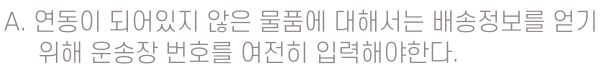 A. 연동이 되어있지 않은 물품에 대해서는 배송정보를 얻기
위해 운송장 번호를 여전히 입력해야한다.